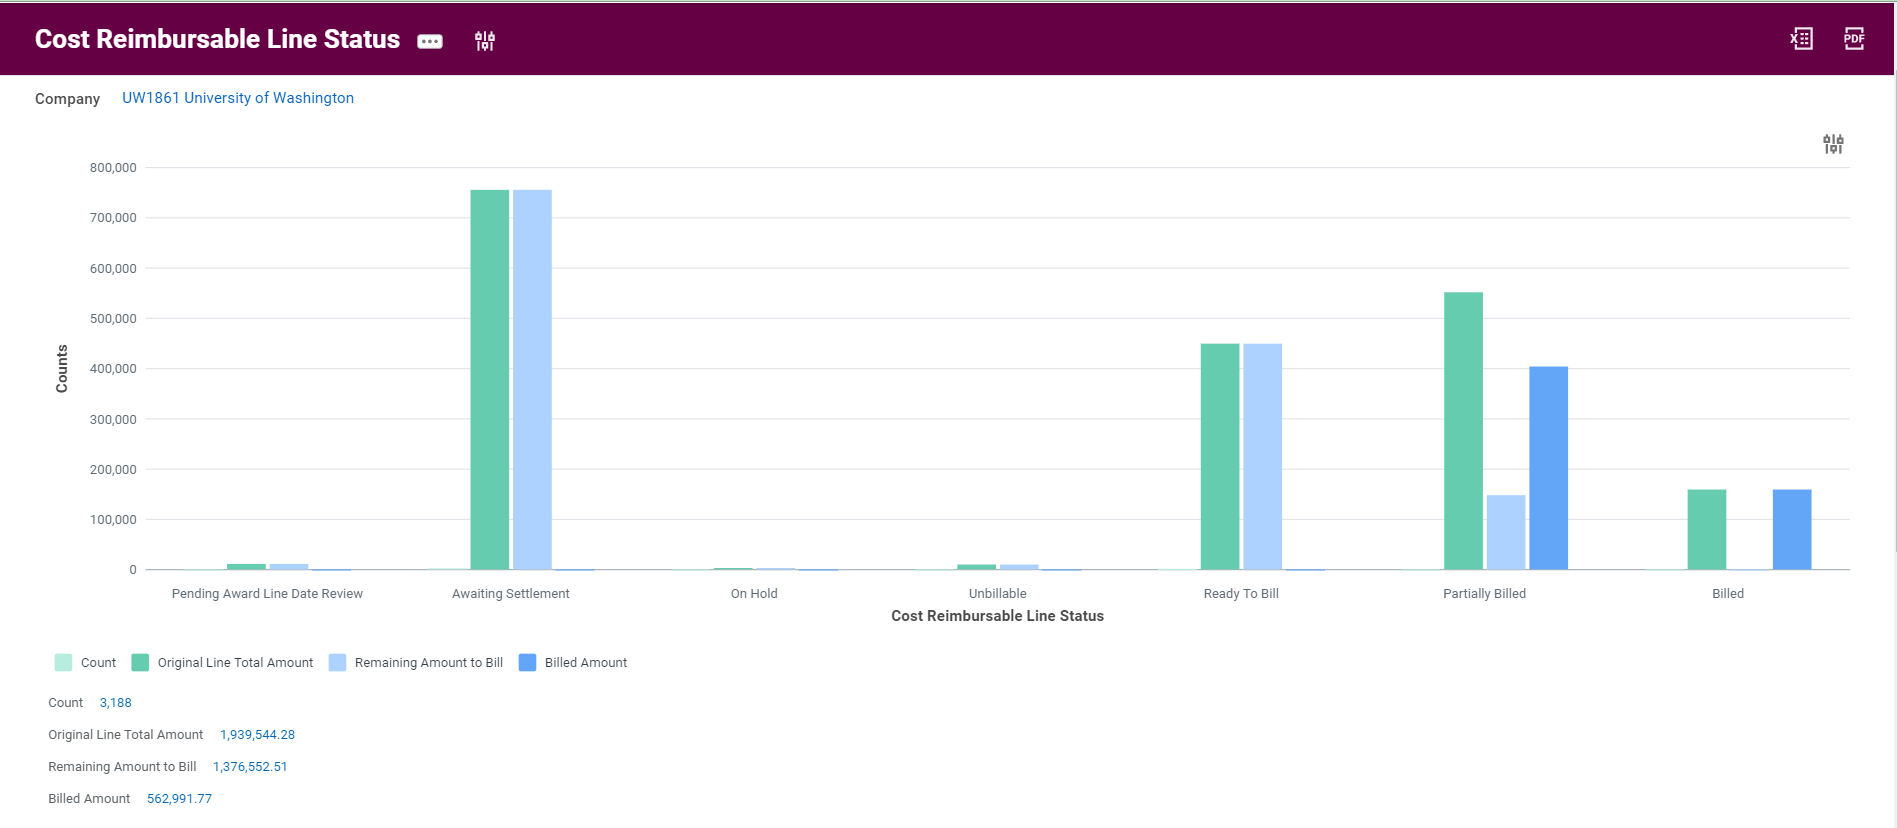 Cost Reimbursable Line Status
X
PDF
Company UW1861 University of Washington
800,000
700,000
600,000
500,000
400,000
300,000
200,000
100,000
0
Counts
Pending Award Line Date Review Awaiting Settlement On Hold Unbillable Ready To Bill Partially Billed Billed
Cost Reimbursable Line Status
Count Original Line Total Amount Remaining Amount to Bill Billed Amount
Count 3,188
Original Line Total Amount 1,939,544.28
Remaining Amount to Bill 1,376,552.51
Billed Amount 562,991.77